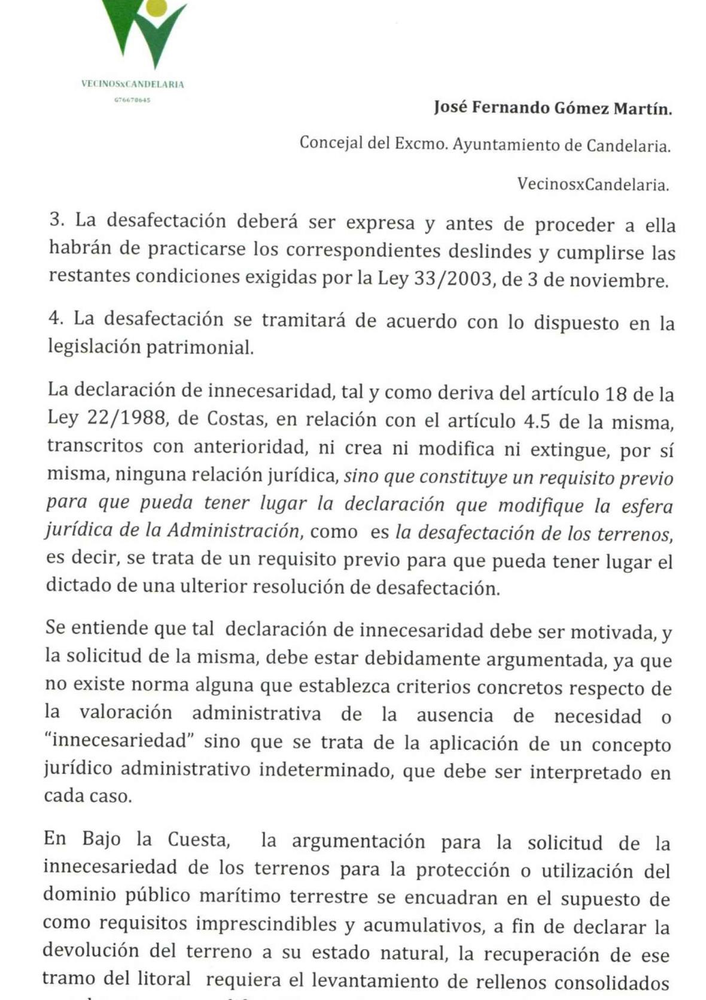 VECINOSxCANDELARIA
G76670645
José Fernando Gómez Martín.
Concejal del Excmo. Ayuntamiento de Candelaria.
VecinosxCandelaria.
3. La desafectación deberá ser expresa y antes de proceder a ella
habrán de practicarse los correspondientes deslindes y cumplirse las
restantes condiciones exigidas por la Ley 33/2003, de 3 de noviembre.
4. La desafectación se tramitará de acuerdo con lo dispuesto en la
legislación patrimonial.
La declaración de innecesaridad, tal y como deriva del artículo 18 de la
Ley 22/1988, de Costas, en relación con el artículo 4.5 de la misma,
transcritos con anterioridad, ni crea ni modifica ni extingue, por sí
misma, ninguna relación jurídica, sino que constituye un requisito previo
para que pueda tener lugar la declaración que modifique la esfera
jurídica de la Administración, como es la desafectación de los terrenos,
es decir, se trata de un requisito previo para que pueda tener lugar el
dictado de una ulterior resolución de desafectación.
Se entiende que tal declaración de innecesaridad debe ser motivada, y
la solicitud de la misma, debe estar debidamente argumentada, ya que
no existe norma alguna que establezca criterios concretos respecto de
la valoración administrativa de la ausencia de necesidad o
“innecesariedad” sino que se trata de la aplicación de un concepto
jurídico administrativo indeterminado, que debe ser interpretado en
cada caso.
En Bajo la Cuesta, la argumentación para la solicitud de la
innecesariedad de los terrenos para la protección o utilización del
dominio público marítimo terrestre se encuadran en el supuesto de
como requisitos imprescindibles y acumulativos, a fin de declarar la
devolución del terreno a su estado natural, la recuperación de ese
tramo del litoral requiera el levantamiento de rellenos consolidados